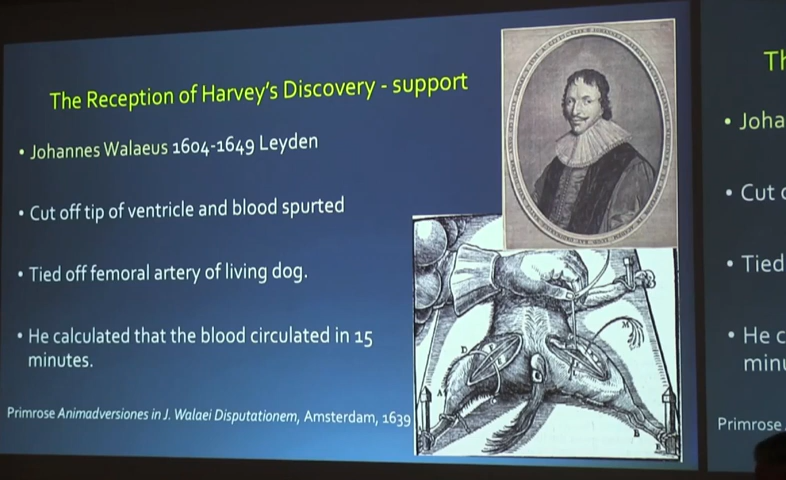 The Reception of Harvey's Discovery - support
• Johannes Walaeus 1604-1649 Leyden
• Cut off tip of ventricle and blood spurted
• Tied off femoral artery of living dog.
• He calculated that the blood circulated in 15
minutes.
Primrose Animadversiones in J. Walaei Disputationem, Amsterdam, 1639
Th
• Joha
• Cut o
• Tied
• He c
minu
Primrose